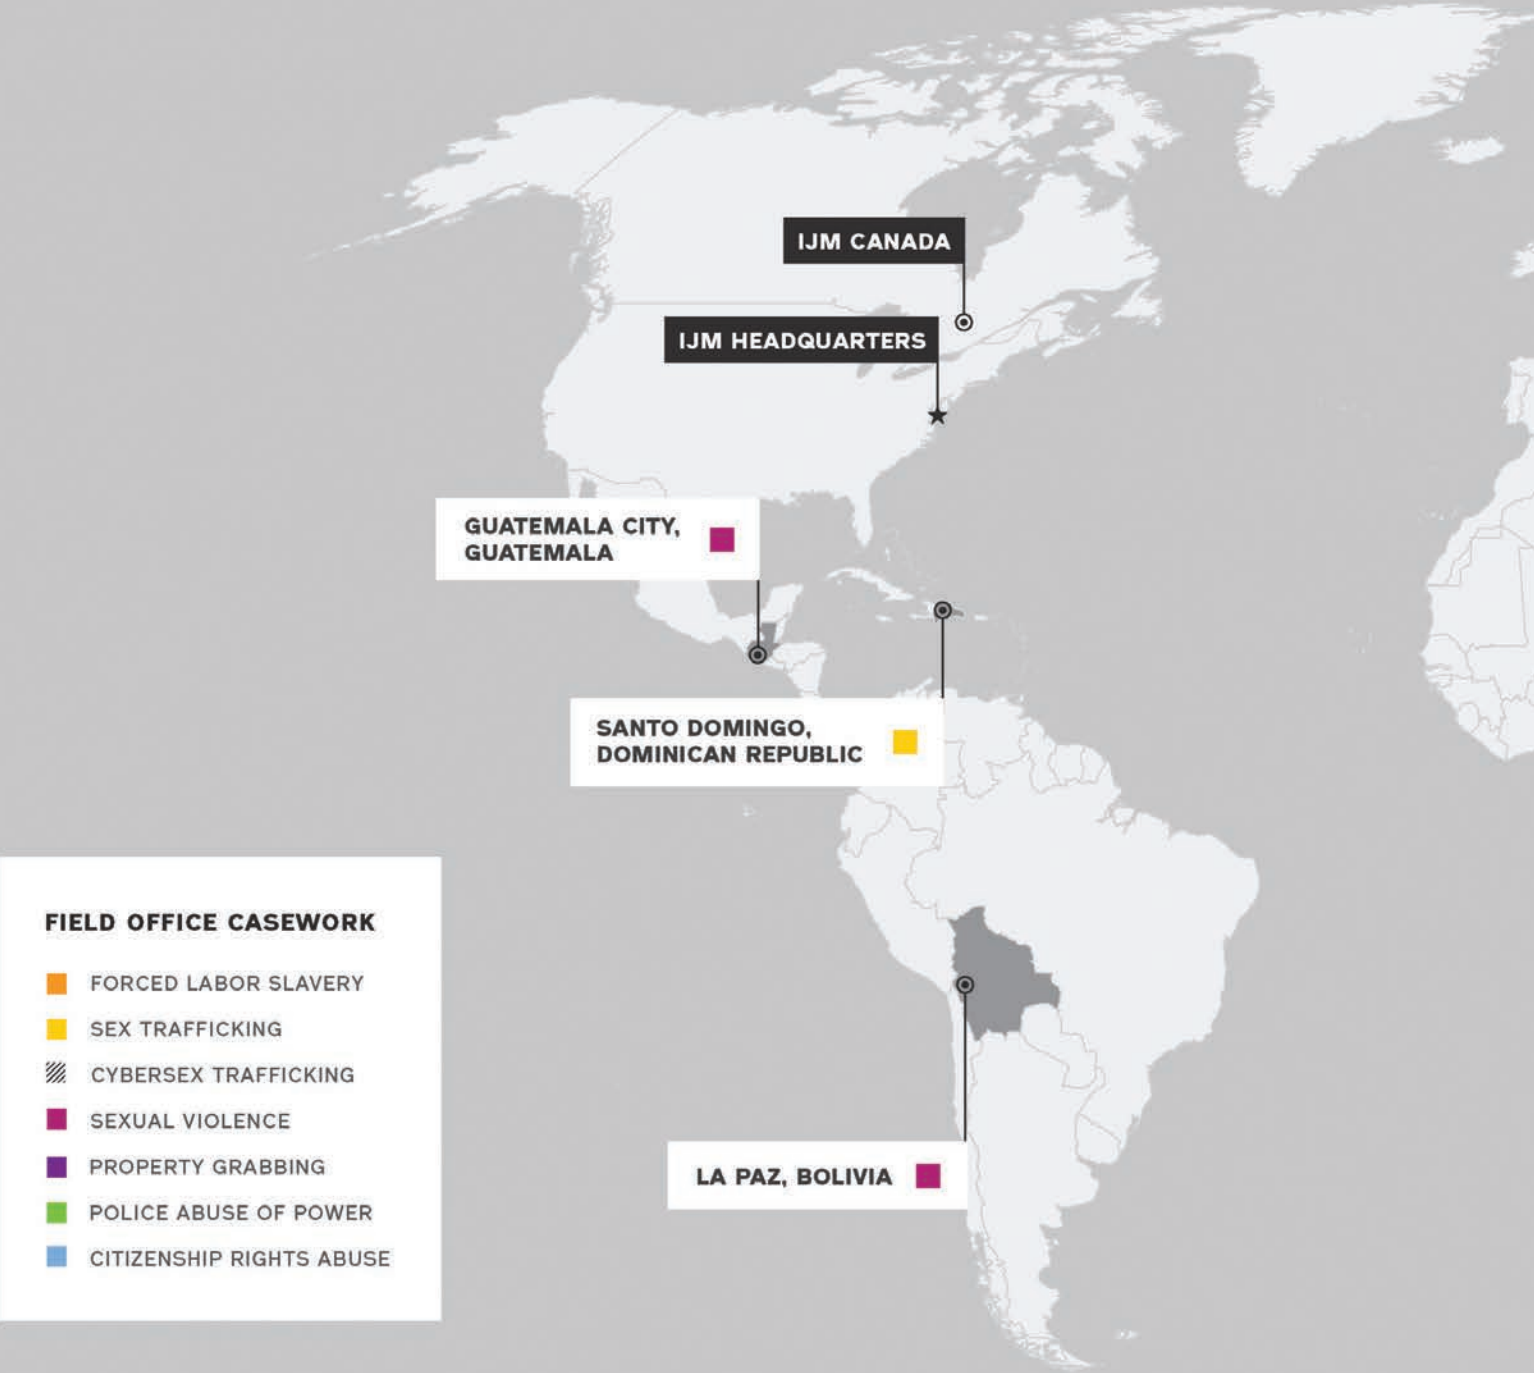 IJM CANADA
IJM HEADQUARTERS
GUATEMALA CITY,
GUATEMALA
SANTO DOMINGO,
DOMINICAN REPUBLIC
FIELD OFFICE CASEWORK
FORCED LABOR SLAVERY
SEX TRAFFICKING
CYBERSEX TRAFFICKING
SEXUAL VIOLENCE
PROPERTY GRABBING
POLICE ABUSE OF POWER
CITIZENSHIP RIGHTS ABUSE
LA PAZ, BOLIVIA